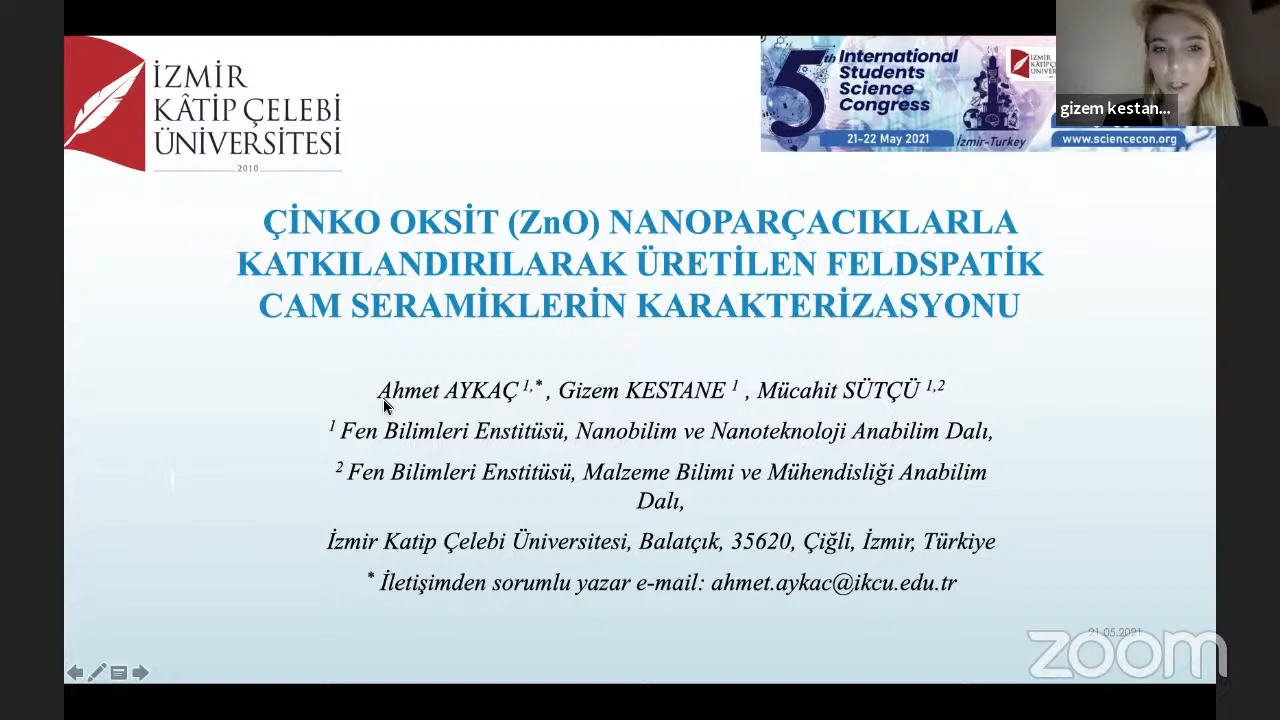 İZMİR
KÂTİP ÇELEBİ
ÜNİVERSİTESİ
2010
5th International
Students
Science
Congress
21-22 May 2021
İzmir-Turkey
www.sciencecon.org
gizem kestan...
ÇİNKO OKSİT (ZnO) NANOPARÇACIKLARLA
KATKILANDIRILARAK ÜRETİLEN FELDSPATİK
CAM SERAMİKLERİN KARAKTERİZASYONU
Ahmet AYKAÇ 1,* , Gizem KESTANE 1 , Mücahit SÜTÇÜ 1,2
1 Fen Bilimleri Enstitüsü, Nanobilim ve Nanoteknoloji Anabilim Dalı,
2 Fen Bilimleri Enstitüsü, Malzeme Bilimi ve Mühendisliği Anabilim
Dalı,
İzmir Katip Çelebi Üniversitesi, Balatçık, 35620, Çiğli, İzmir, Türkiye
* İletişimden sorumlu yazar e-mail: ahmet.aykac@ikcu.edu.tr
21.05.2021
zoom